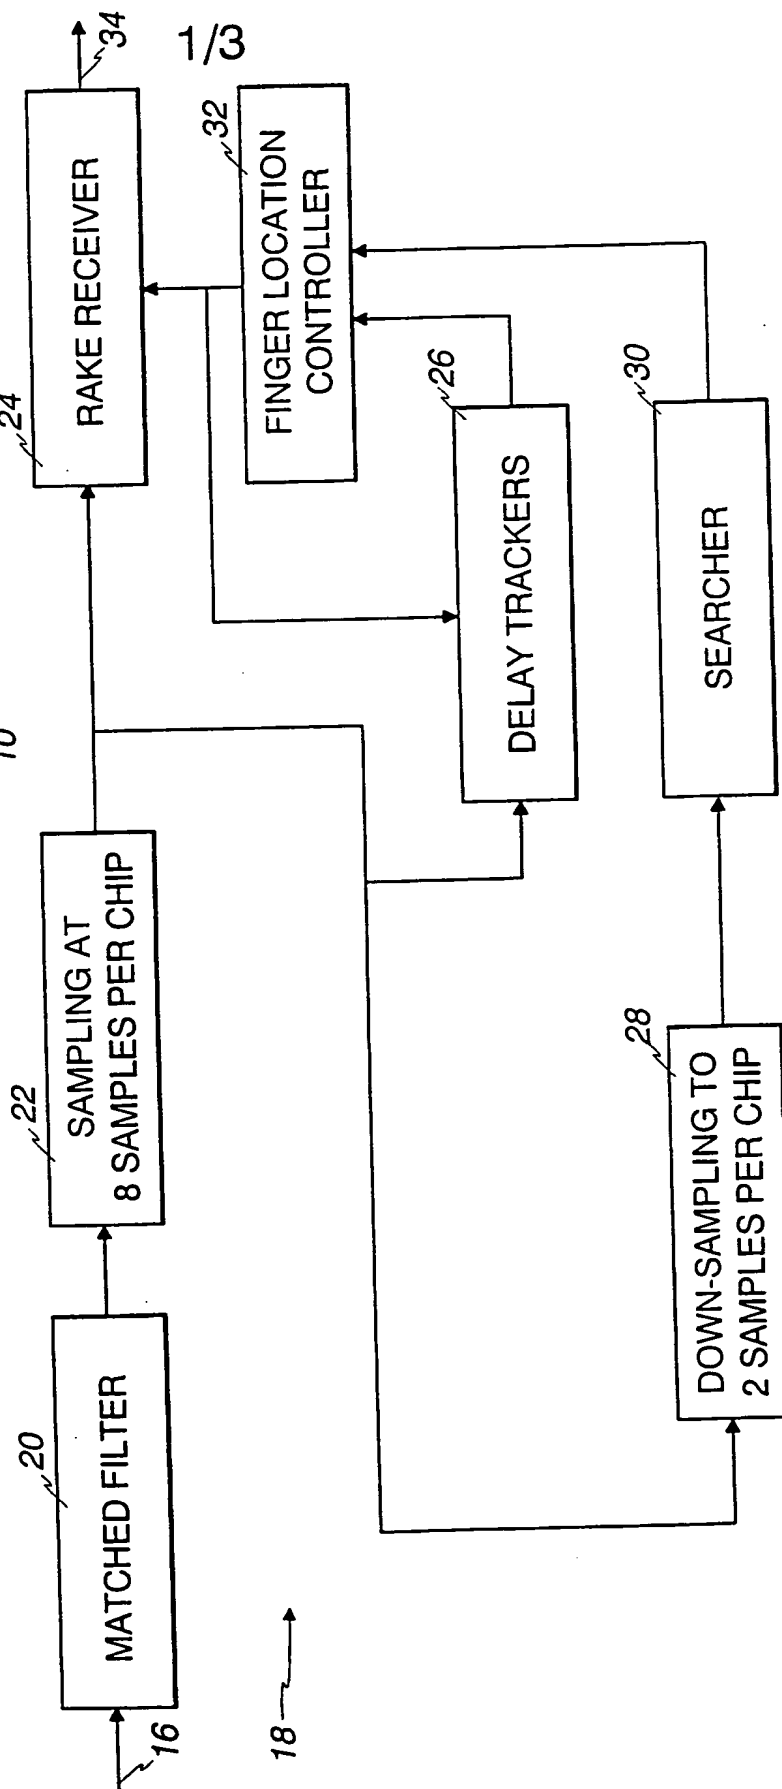 1/3
10
16
MATCHED FILTER
20
SAMPLING AT
8 SAMPLES PER CHIP
22
RAKE RECEIVER
24
34
FINGER LOCATION
CONTROLLER
32
DELAY TRACKERS
26
DOWN-SAMPLING TO
2 SAMPLES PER CHIP
28
SEARCHER
30
18